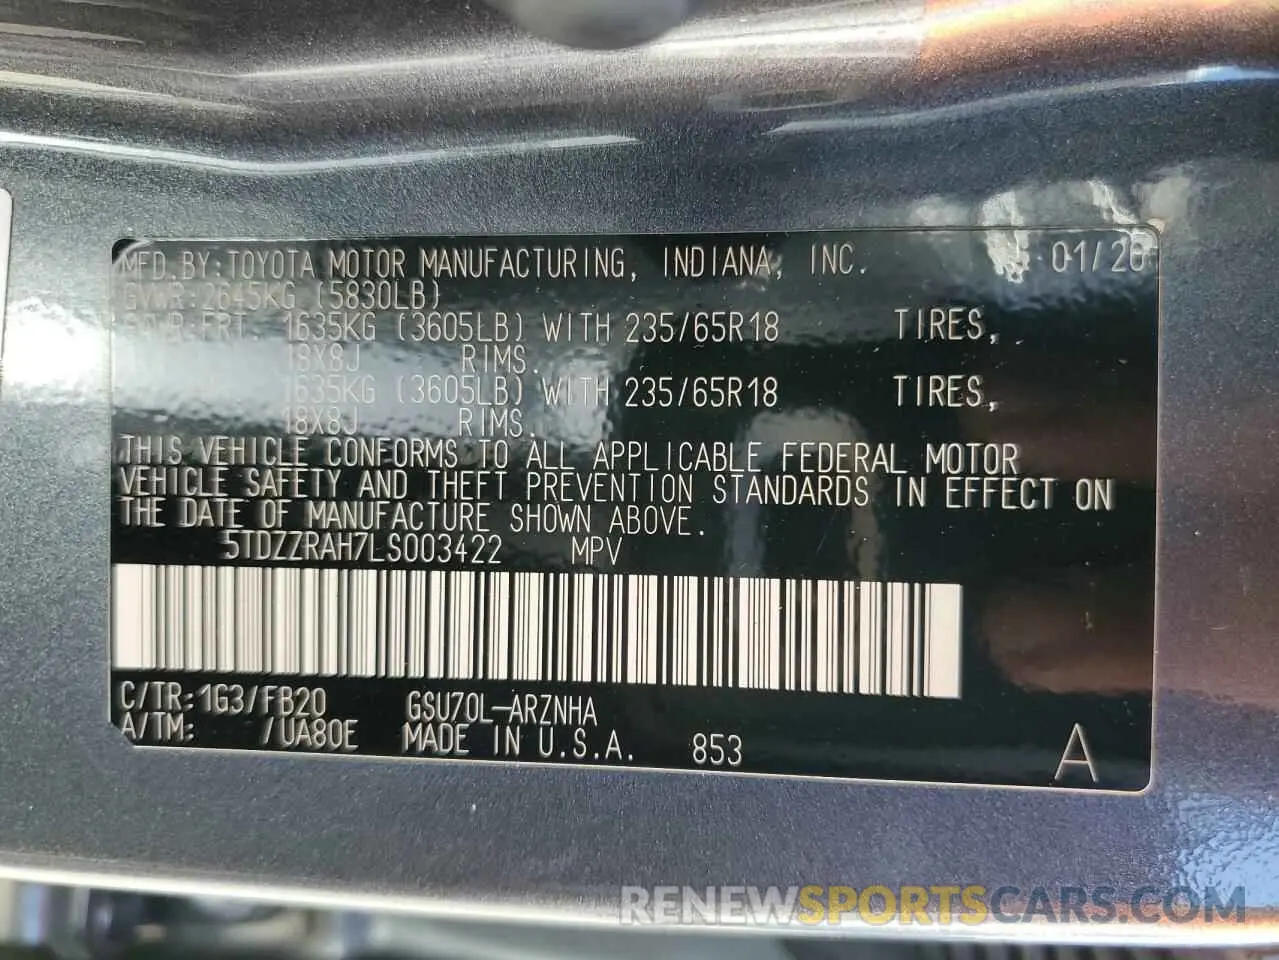 MFD.BY:TOYOTA MOTOR MANUFACTURING, INDIANA, INC. 01/20
GVWR:2645KG (5830LB)
GAWR:FRT. 1635KG (3605LB) WITH 235/65R18 TIRES,
18X8J RIMS.
1635KG (3605LB) WITH 235/65R18 TIRES,
18X8J RIMS.
THIS VEHICLE CONFORMS TO ALL APPLICABLE FEDERAL MOTOR
VEHICLE SAFETY AND THEFT PREVENTION STANDARDS IN EFFECT ON
THE DATE OF MANUFACTURE SHOWN ABOVE.
5TDZZRAH7LS003422 MPV
C/TR:1G3/FB20 GSU70L-ARZNHA
A/TM: /UA80E MADE IN U.S.A. 853 A
RENEWSPORTSCARS.COM